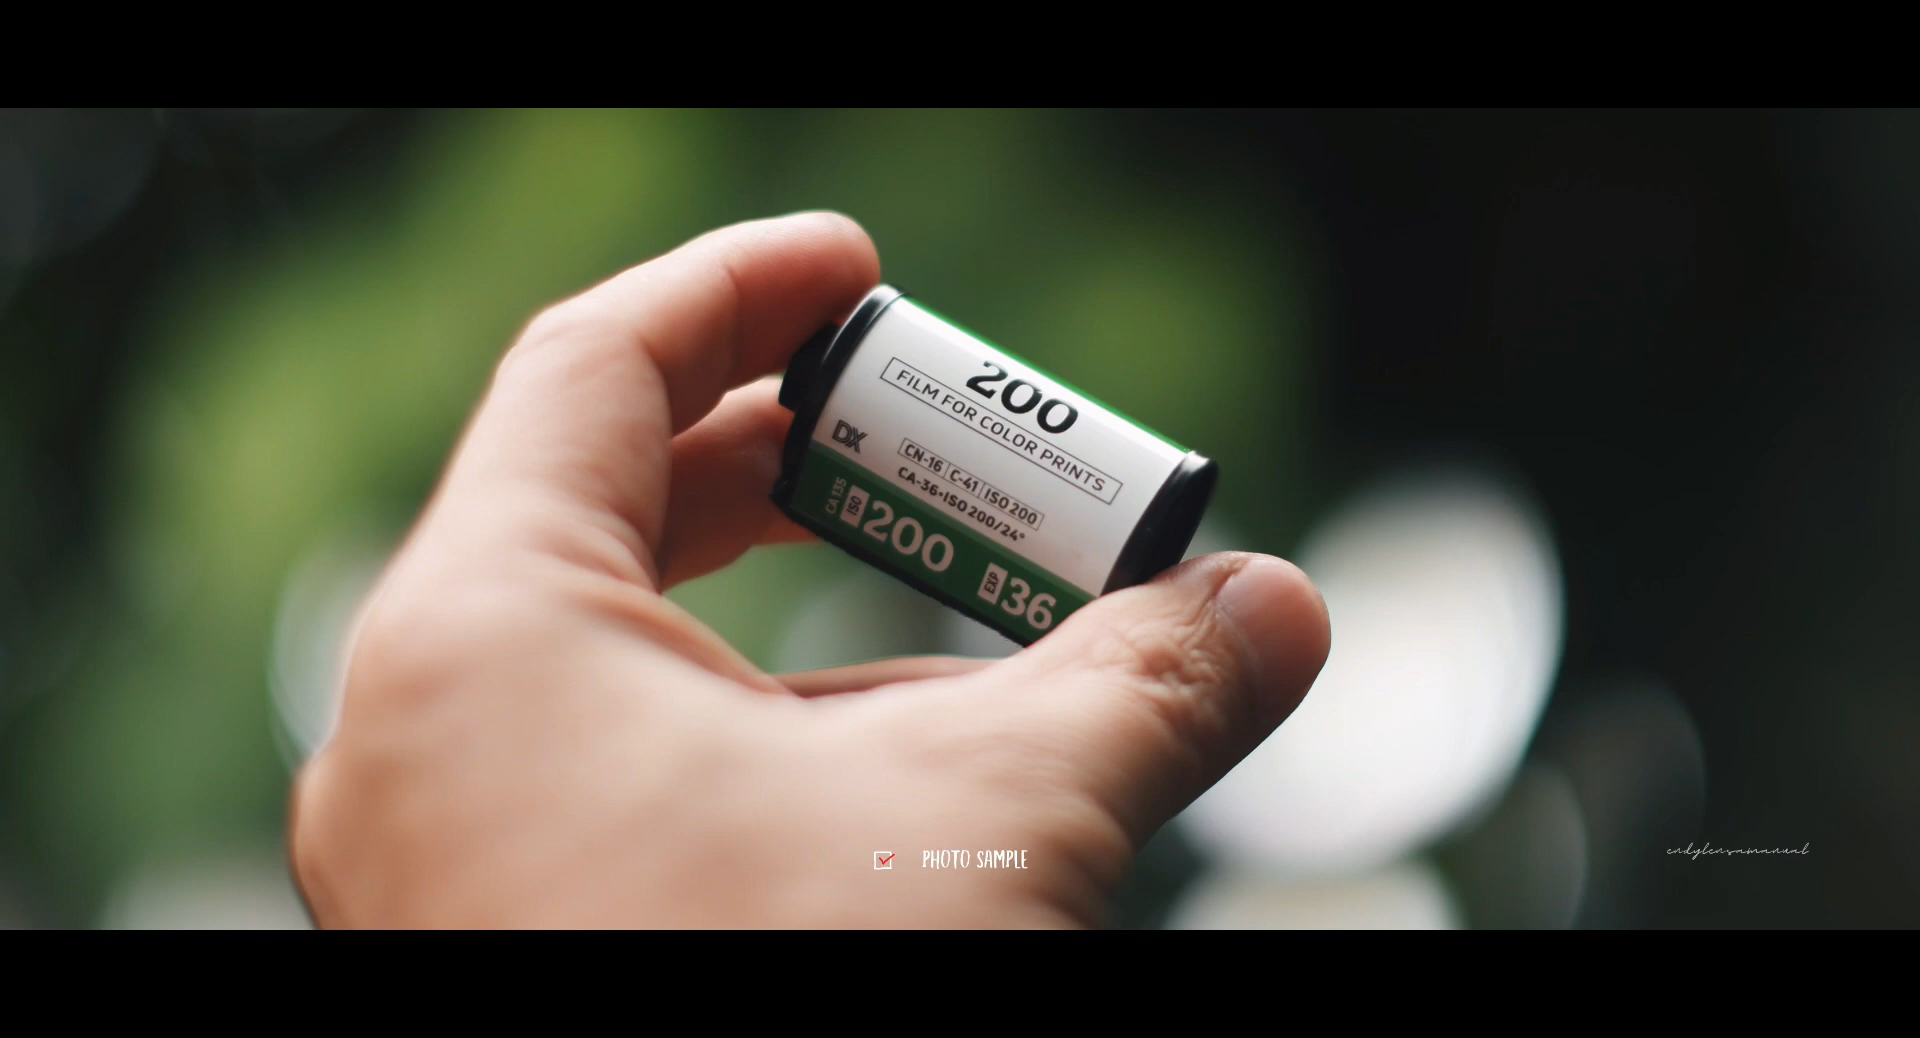 200
FILM FOR COLOR PRINTS
DX
CN-16 C-41 ISO 200
CA-36•ISO 200/24°
CA 135
ISO 200
EXP 36
PHOTO SAMPLE
endylensamanual